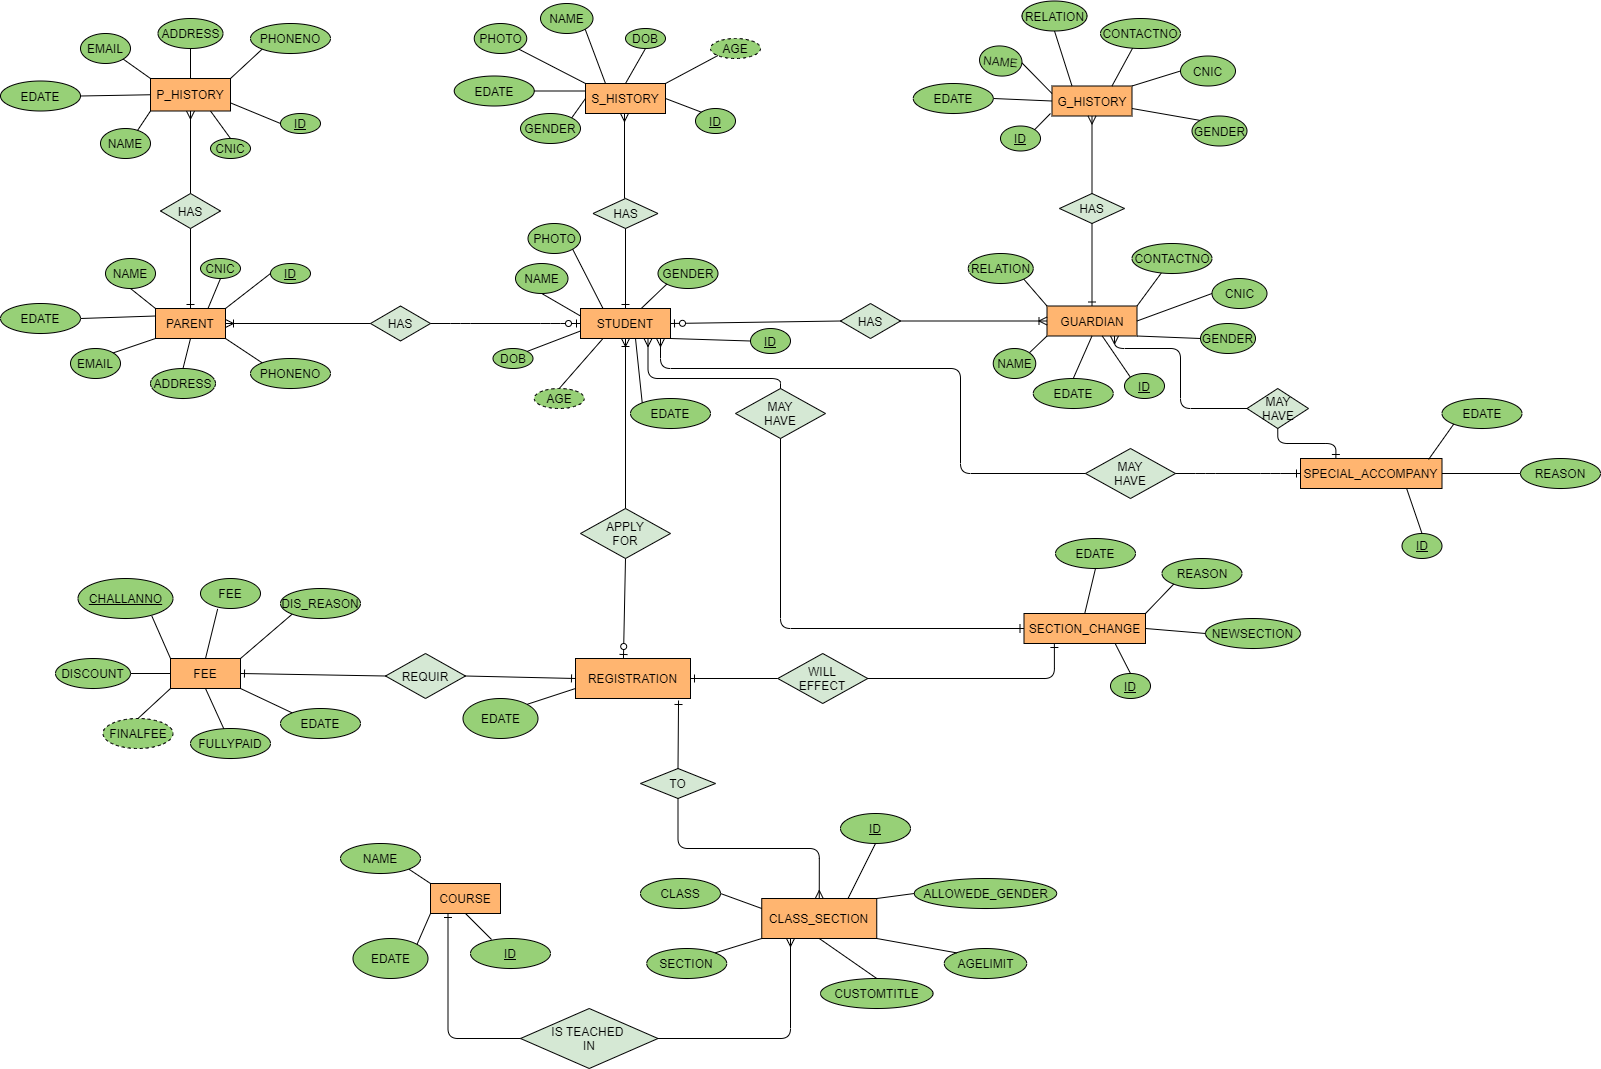 RELATION
NAME
ADDRESS
PHONENO
PHOTO
DOB
CONTACTNO
EMAIL
AGE
NAME
CNIC
EDATE
P_HISTORY
EDATE
S_HISTORY
EDATE
G_HISTORY
ID
ID
GENDER
ID
GENDER
NAME
CNIC
HAS
HAS
HAS
PHOTO
CONTACTNO
NAME
CNIC
ID
NAME
GENDER
RELATION
CNIC
EDATE
PARENT
HAS
STUDENT
HAS
GUARDIAN
GENDER
ID
EMAIL
ADDRESS
PHONENO
DOB
AGE
EDATE
MAY
HAVE
NAME
EDATE
ID
MAY
HAVE
EDATE
MAY
HAVE
SPECIAL_ACCOMPANY
REASON
APPLY
FOR
ID
EDATE
REASON
CHALLANNO
FEE
DIS_REASON
SECTION_CHANGE
NEWSECTION
DISCOUNT
FEE
REQUIR
REGISTRATION
WILL
EFFECT
ID
FINALFEE
FULLYPAID
EDATE
EDATE
TO
ID
NAME
COURSE
CLASS
ALLOWEDE_GENDER
CLASS_SECTION
EDATE
ID
SECTION
AGELIMIT
CUSTOMTITLE
IS TEACHED
IN